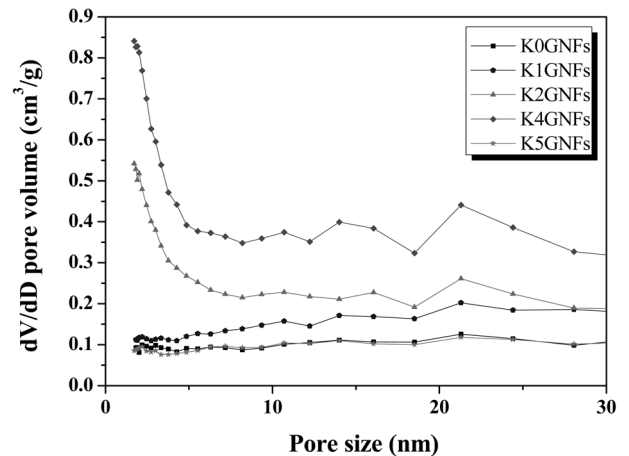 0.9
0.8
0.7
0.6
0.5
0.4
0.3
0.2
0.1
0.0
dV/dD pore volume (cm³/g)
K0GNFs
K1GNFs
K2GNFs
K4GNFs
K5GNFs
0 10 20 30
Pore size (nm)